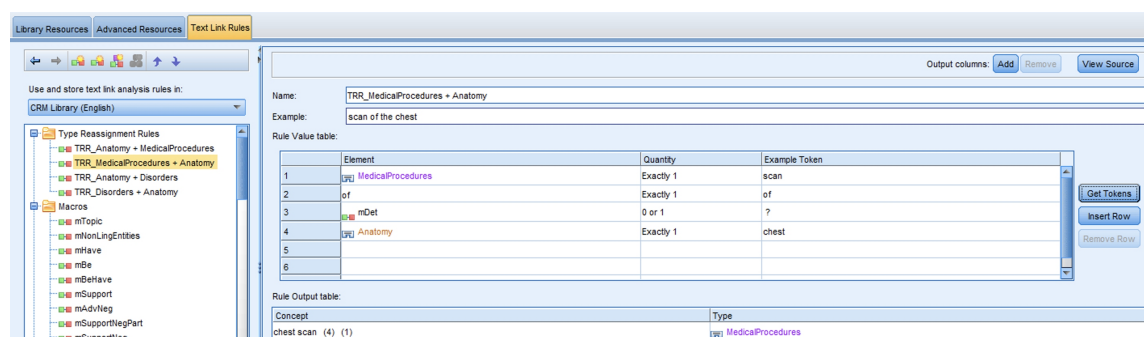 Library Resources Advanced Resources Text Link Rules
Output columns: Add Remove View Source
Use and store text link analysis rules in:
CRM Library (English)
Type Reassignment Rules
TRR_Anatomy + MedicalProcedures
TRR_MedicalProcedures + Anatomy
TRR_Anatomy + Disorders
TRR_Disorders + Anatomy
Macros
mTopic
mNonLingEntities
mHave
mBe
mBeHave
mSupport
mAdvNeg
mSupportNegPart
Name: TRR_MedicalProcedures + Anatomy
Example: scan of the chest
Rule Value table:
Element Quantity Example Token
1 MedicalProcedures Exactly 1 scan
2 of Exactly 1 of
3 mDet 0 or 1 ?
4 Anatomy Exactly 1 chest
5
6
Get Tokens
Insert Row
Remove Row
Rule Output table:
Concept Type
chest scan (4) (1) MedicalProcedures